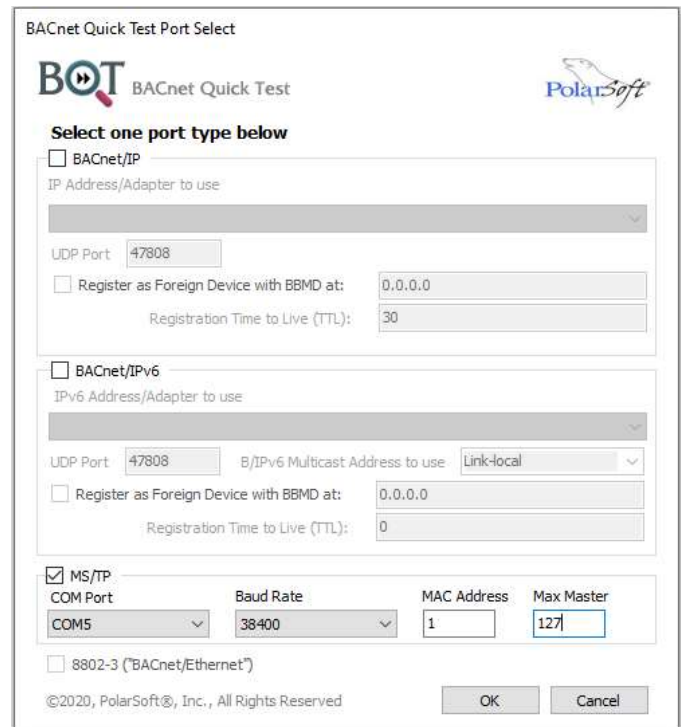 BACnet Quick Test Port Select
BQT BACnet Quick Test
PolarSoft
Select one port type below
BACnet/IP
IP Address/Adapter to use
UDP Port 47808
Register as Foreign Device with BBMD at: 0.0.0.0
Registration Time to Live (TTL): 30
BACnet/IPv6
IPv6 Address/Adapter to use
UDP Port 47808 B/IPv6 Multicast Address to use Link-local
Register as Foreign Device with BBMD at: 0.0.0.0
Registration Time to Live (TTL): 0
MS/TP
COM Port Baud Rate MAC Address Max Master
COM5 38400 1 127
8802-3 ("BACnet/Ethernet")
©2020, PolarSoft®, Inc., All Rights Reserved OK Cancel